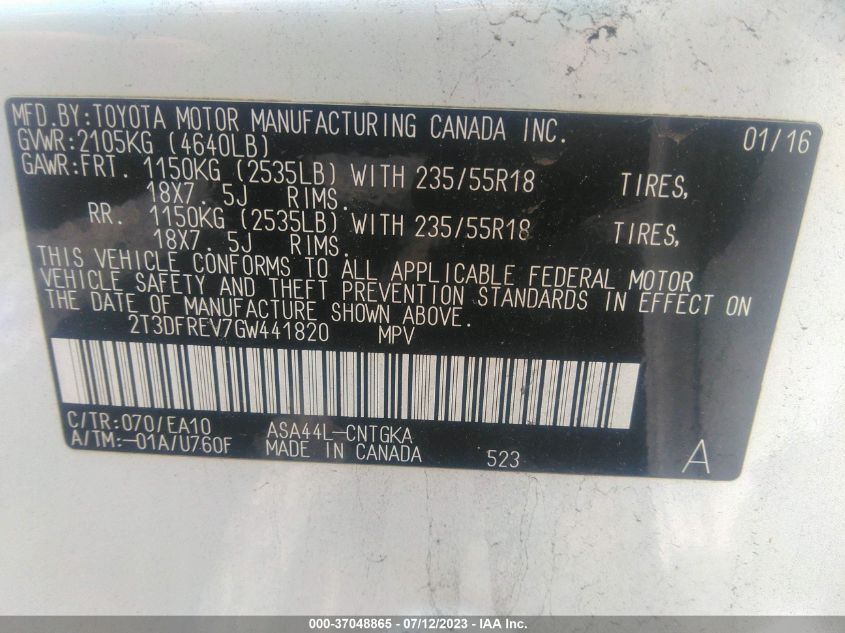 MFD.BY:TOYOTA MOTOR MANUFACTURING CANADA INC. 01/16
GVWR:2105KG (4640LB)
GAWR:FRT. 1150KG (2535LB) WITH 235/55R18 TIRES,
18X7. 5J RIMS.
RR. 1150KG (2535LB) WITH 235/55R18 TIRES,
18X7. 5J RIMS.
THIS VEHICLE CONFORMS TO ALL APPLICABLE FEDERAL MOTOR
VEHICLE SAFETY AND THEFT PREVENTION STANDARDS IN EFFECT ON
THE DATE OF MANUFACTURE SHOWN ABOVE.
2T3DFREV7GW441820 MPV
C/TR:070/EA10 ASA44L-CNTGKA
A/TM:-01A/U760F MADE IN CANADA 523 A
000-37048865 - 07/12/2023 - IAA Inc.